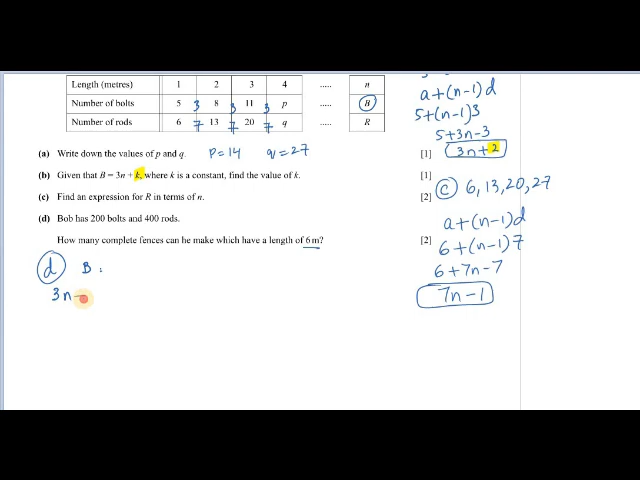 Length (metres) 1 2 3 4 ..... n
Number of bolts 5 3 8 3 11 3 p ..... B
Number of rods 6 7 13 7 20 7 q ..... R
a + (n-1) d
5 + (n-1) 3
5 + 3n - 3
3n + 2
(a) Write down the values of p and q. P = 14 q = 27 [1]
(b) Given that B = 3n + k, where k is a constant, find the value of k. [1]
(c) Find an expression for R in terms of n. [2]
C 6, 13, 20, 27
(d) Bob has 200 bolts and 400 rods.
How many complete fences can he make which have a length of 6 m? [2]
a + (n-1) d
6 + (n-1) 7
6 + 7n - 7
7n - 1
d B :
3n